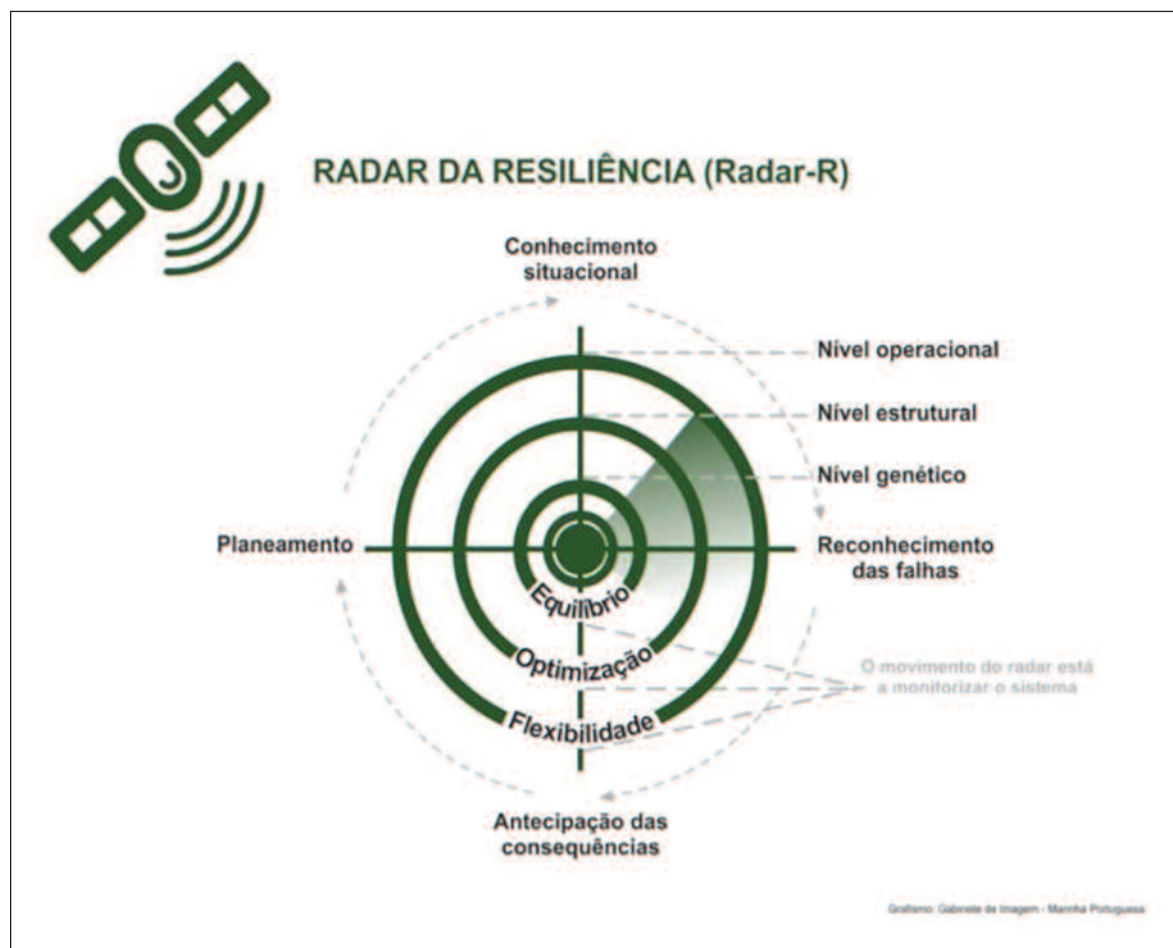 RADAR DA RESILIÊNCIA (Radar-R)
Conhecimento
situacional
Nível operacional
Nível estrutural
Nível genético
Planeamento
Reconhecimento
das falhas
Equilíbrio
Optimização
Flexibilidade
O movimento do radar está
a monitorizar o sistema
Antecipação das
consequências
Grafismo: Gabinete de Imagem - Marinha Portuguesa